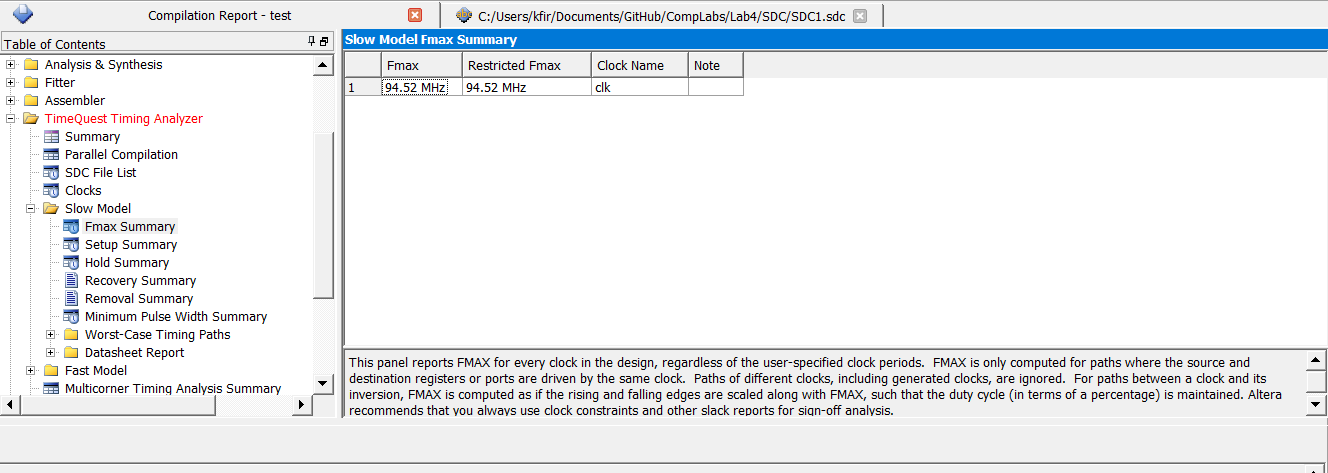 Compilation Report - test
C:/Users/kfir/Documents/GitHub/CompLabs/Lab4/SDC/SDC1.sdc
Table of Contents
Analysis & Synthesis
Fitter
Assembler
TimeQuest Timing Analyzer
Summary
Parallel Compilation
SDC File List
Clocks
Slow Model
Fmax Summary
Setup Summary
Hold Summary
Recovery Summary
Removal Summary
Minimum Pulse Width Summary
Worst-Case Timing Paths
Datasheet Report
Fast Model
Multicorner Timing Analysis Summary
Slow Model Fmax Summary
Fmax Restricted Fmax Clock Name Note
1 94.52 MHz 94.52 MHz clk
This panel reports FMAX for every clock in the design, regardless of the user-specified clock periods.  FMAX is only computed for paths where the source and
destination registers or ports are driven by the same clock.  Paths of different clocks, including generated clocks, are ignored.  For paths between a clock and its
inversion, FMAX is computed as if the rising and falling edges are scaled along with FMAX, such that the duty cycle (in terms of a percentage) is maintained. Altera
recommends that you always use clock constraints and other slack reports for sign-off analysis.